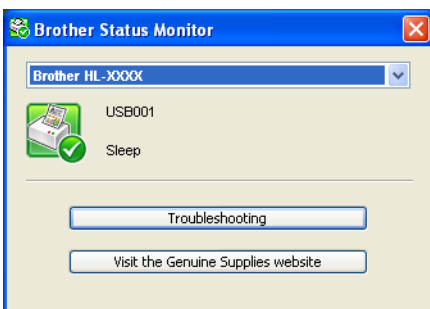 Brother Status Monitor
Brother HL-XXXX
USB001
Sleep
Troubleshooting
Visit the Genuine Supplies website